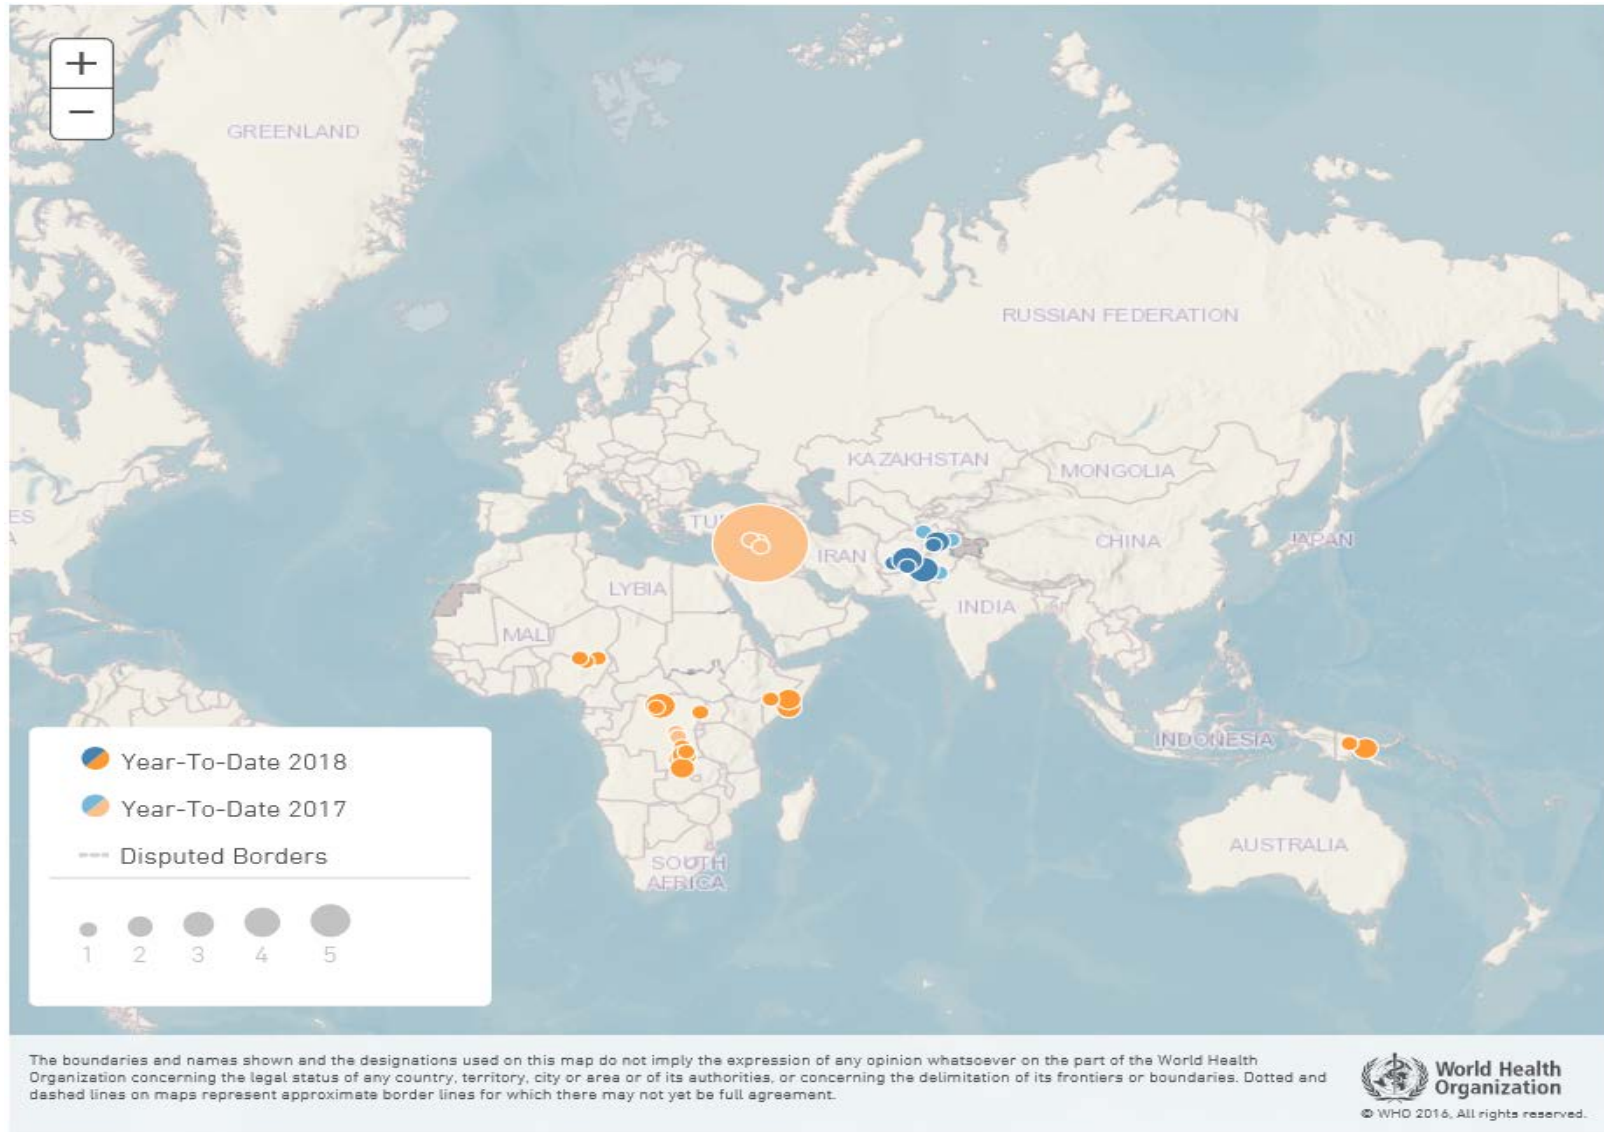 +
−
GREENLAND
RUSSIAN FEDERATION
KAZAKHSTAN
MONGOLIA
ES
A
TU
IRAN
CHINA
JAPAN
LYBIA
INDIA
MALI
INDONESIA
AUSTRALIA
SOUTH
AFRICA
Year-To-Date 2018
Year-To-Date 2017
Disputed Borders
1 2 3 4 5
The boundaries and names shown and the designations used on this map do not imply the expression of any opinion whatsoever on the part of the World Health
Organization concerning the legal status of any country, territory, city or area or of its authorities, or concerning the delimitation of its frontiers or boundaries. Dotted and
dashed lines on maps represent approximate border lines for which there may not yet be full agreement.
World Health
Organization
© WHO 2016, All rights reserved.